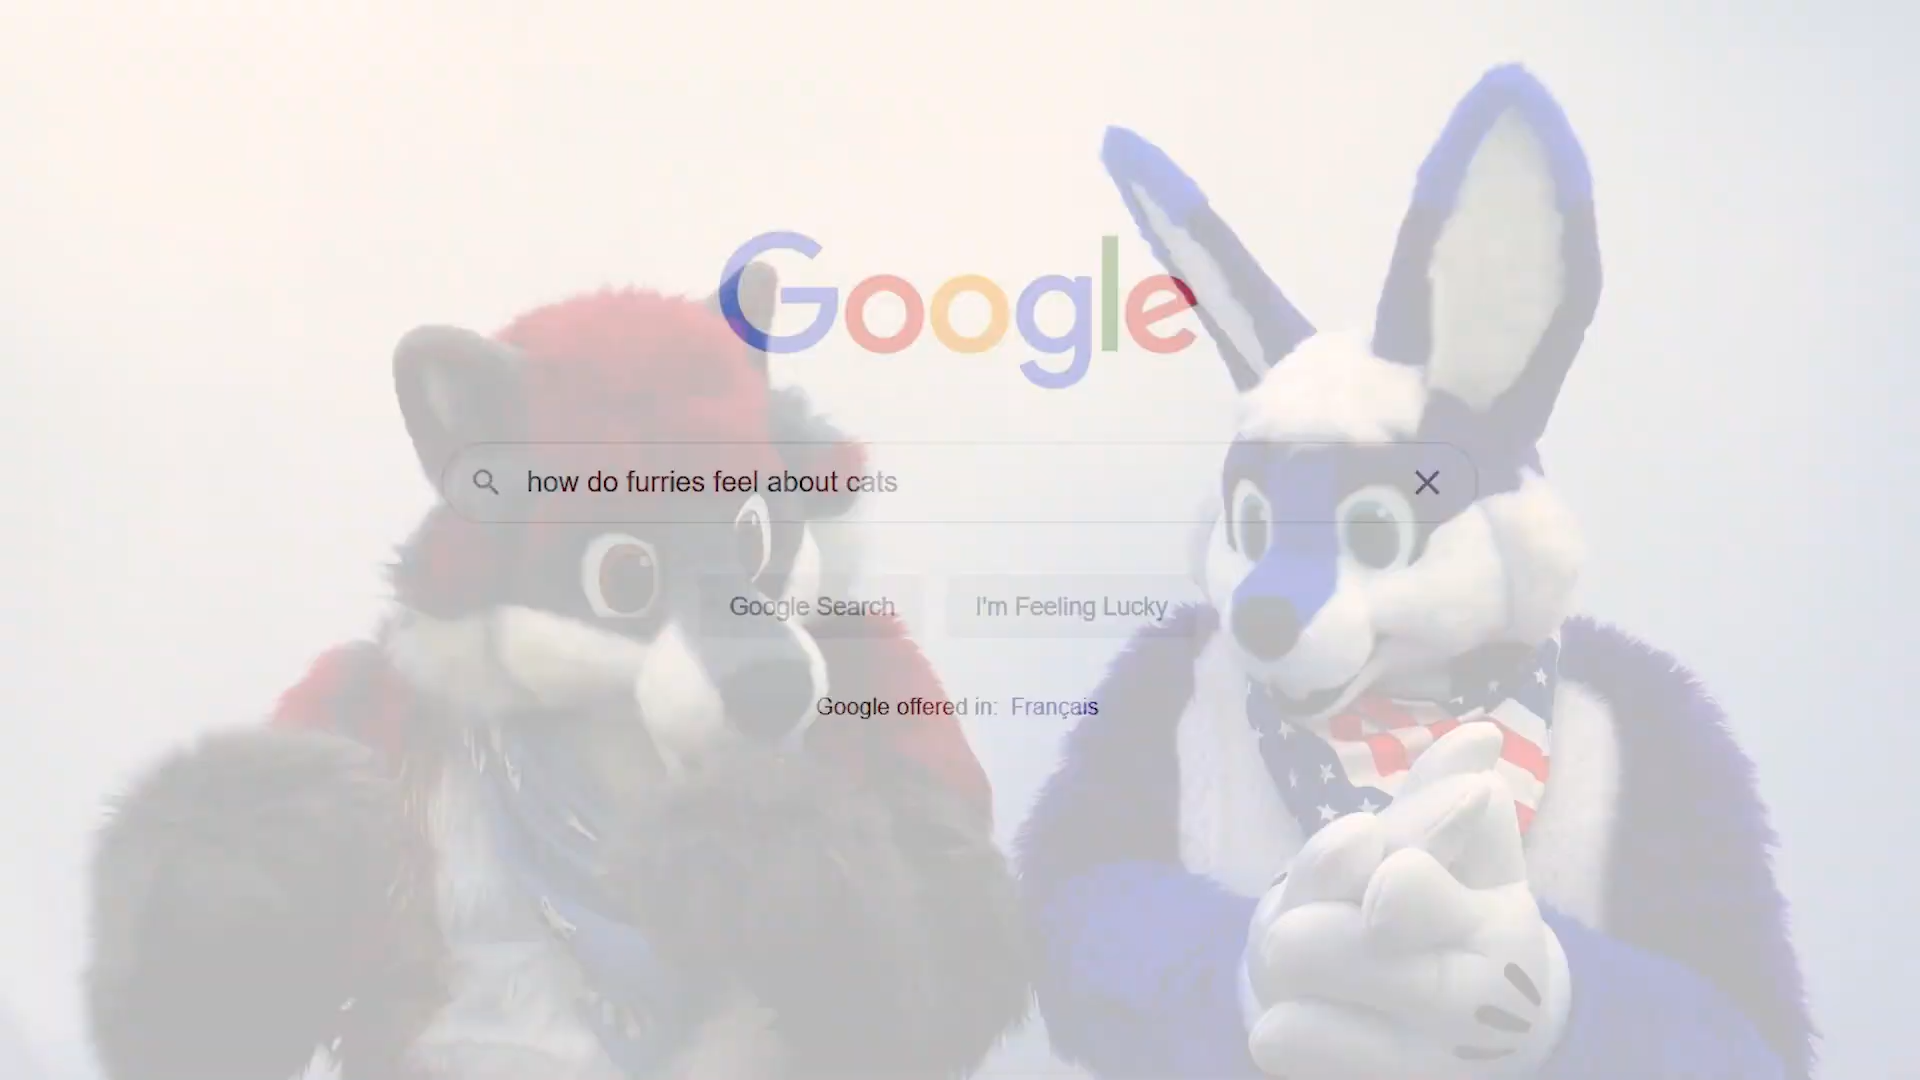 Google
how do furries feel about cats
Google Search
I'm Feeling Lucky
Google offered in: Français